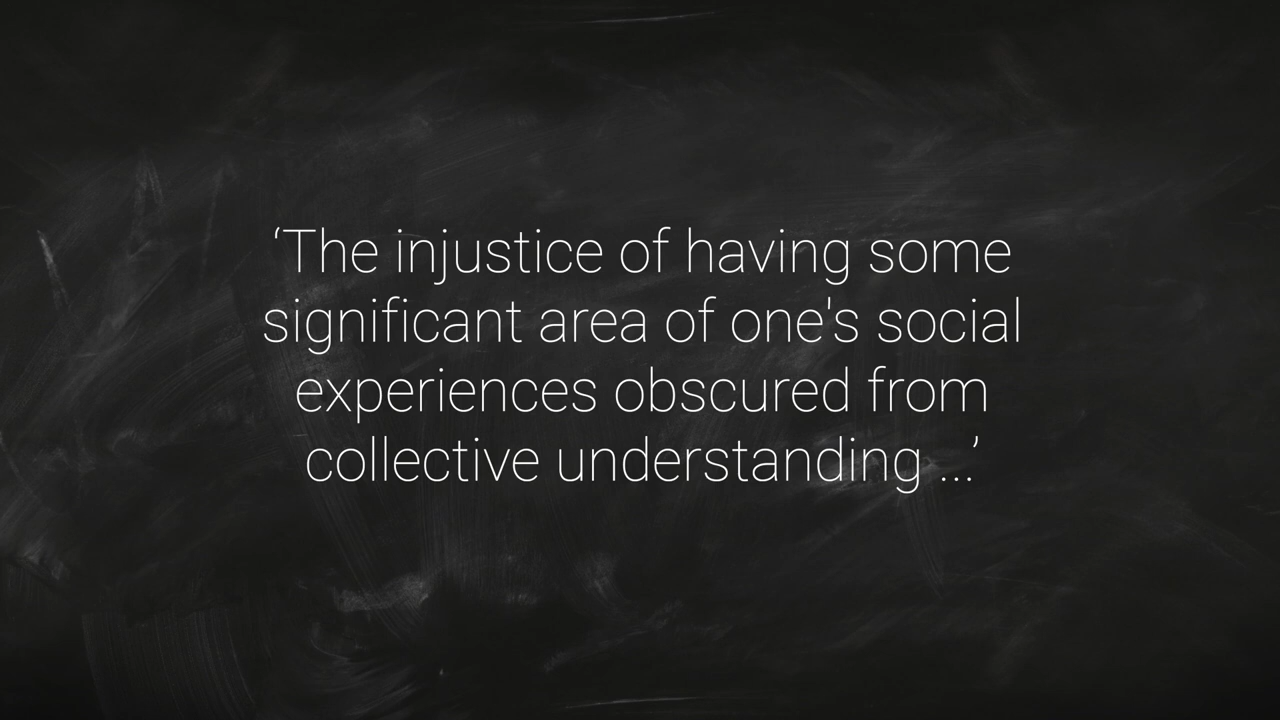 ‘The injustice of having some
significant area of one's social
experiences obscured from
collective understanding ...’